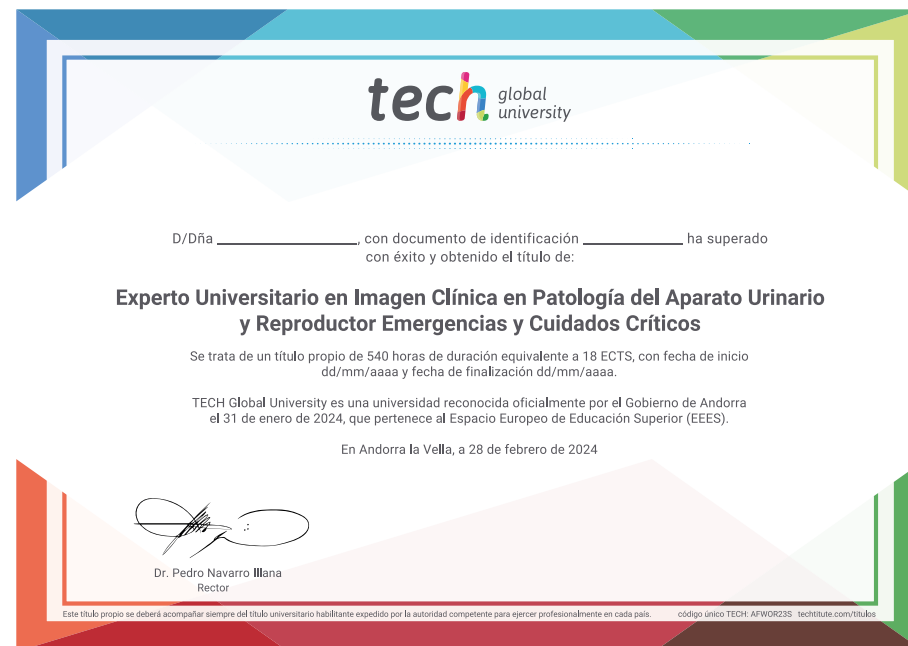 tech global
university
D/Dña ____________________, con documento de identificación ______________ ha superado
con éxito y obtenido el título de:
Experto Universitario en Imagen Clínica en Patología del Aparato Urinario
y Reproductor Emergencias y Cuidados Críticos
Se trata de un título propio de 540 horas de duración equivalente a 18 ECTS, con fecha de inicio
dd/mm/aaaa y fecha de finalización dd/mm/aaaa.
TECH Global University es una universidad reconocida oficialmente por el Gobierno de Andorra
el 31 de enero de 2024, que pertenece al Espacio Europeo de Educación Superior (EEES).
En Andorra la Vella, a 28 de febrero de 2024
Dr. Pedro Navarro Illana
Rector
Este título propio se deberá acompañar siempre del título universitario habilitante expedido por la autoridad competente para ejercer profesionalmente en cada país. código único TECH: AFWOR23S techtitute.com/titulos